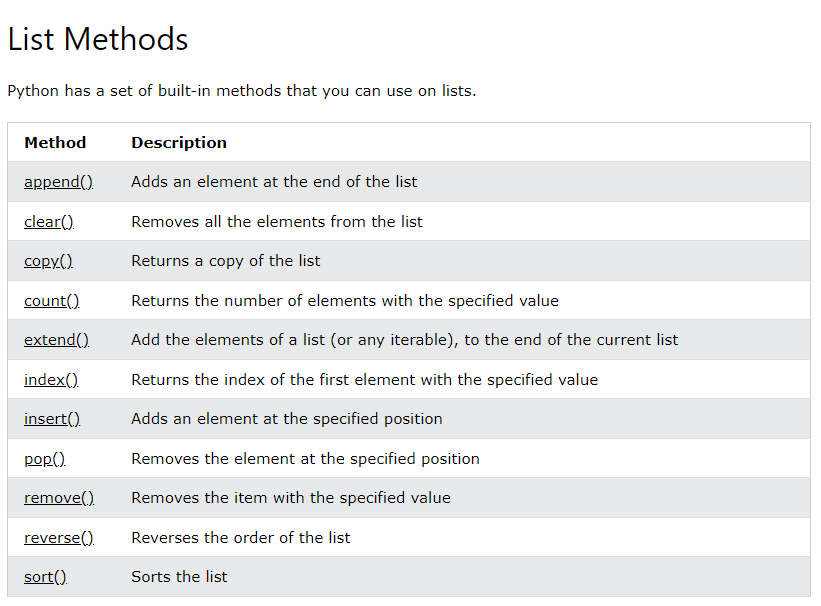 List Methods
Python has a set of built-in methods that you can use on lists.
Method Description
append() Adds an element at the end of the list
clear() Removes all the elements from the list
copy() Returns a copy of the list
count() Returns the number of elements with the specified value
extend() Add the elements of a list (or any iterable), to the end of the current list
index() Returns the index of the first element with the specified value
insert() Adds an element at the specified position
pop() Removes the element at the specified position
remove() Removes the item with the specified value
reverse() Reverses the order of the list
sort() Sorts the list